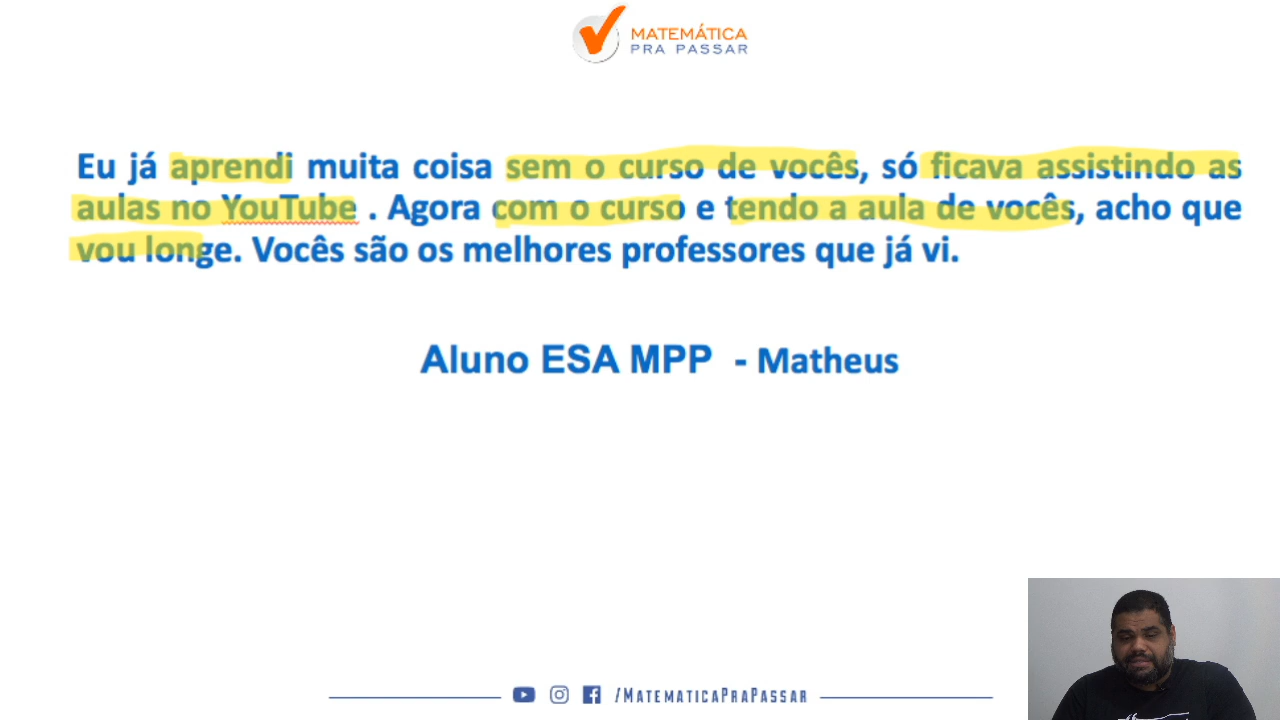 MATEMÁTICA
PRA PASSAR
Eu já aprendi muita coisa sem o curso de vocês, só ficava assistindo as
aulas no YouTube . Agora com o curso e tendo a aula de vocês, acho que
vou longe. Vocês são os melhores professores que já vi.
Aluno ESA MPP - Matheus
/MATEMATICAPRAPASSAR